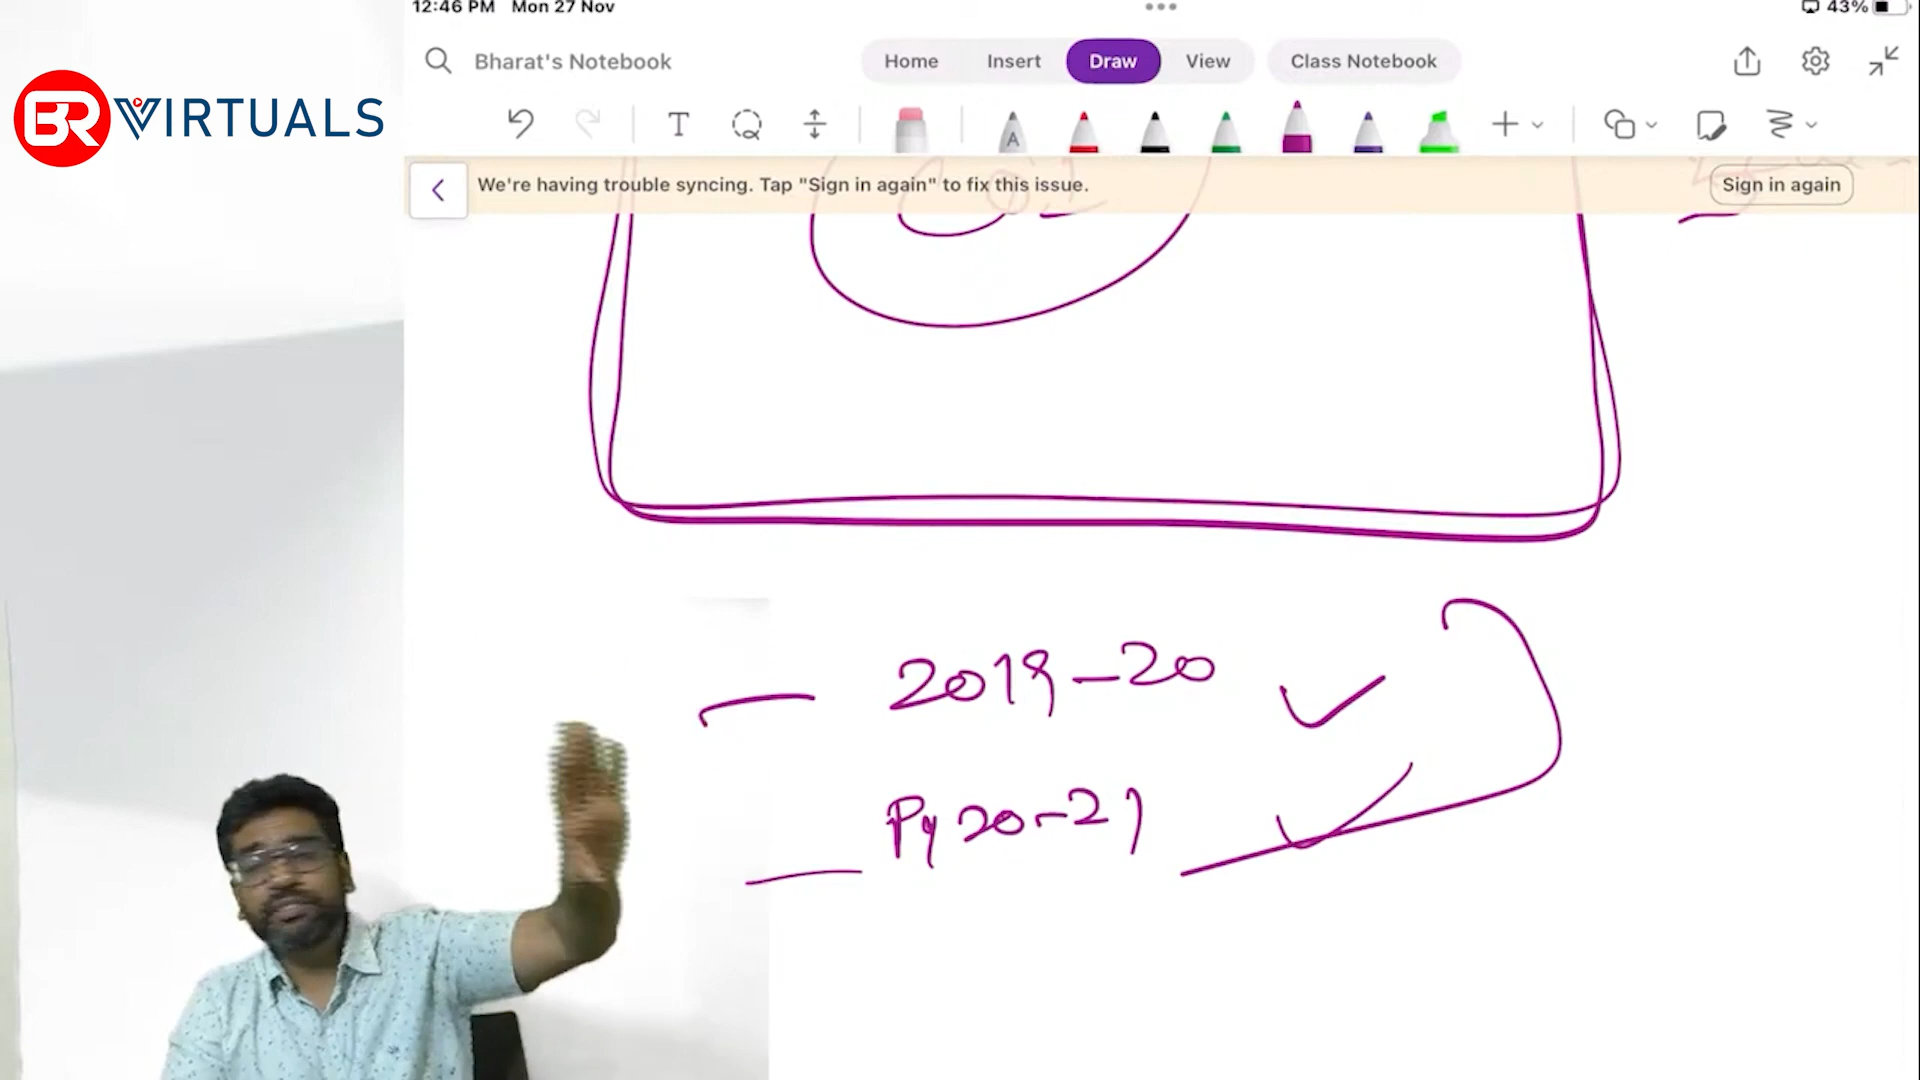 12:46 PM Mon 27 Nov
43%
BR VIRTUALS
Bharat's Notebook
Home Insert Draw View Class Notebook
T
A
We're having trouble syncing. Tap "Sign in again" to fix this issue.
Sign in again
2019-20
Py 20-21